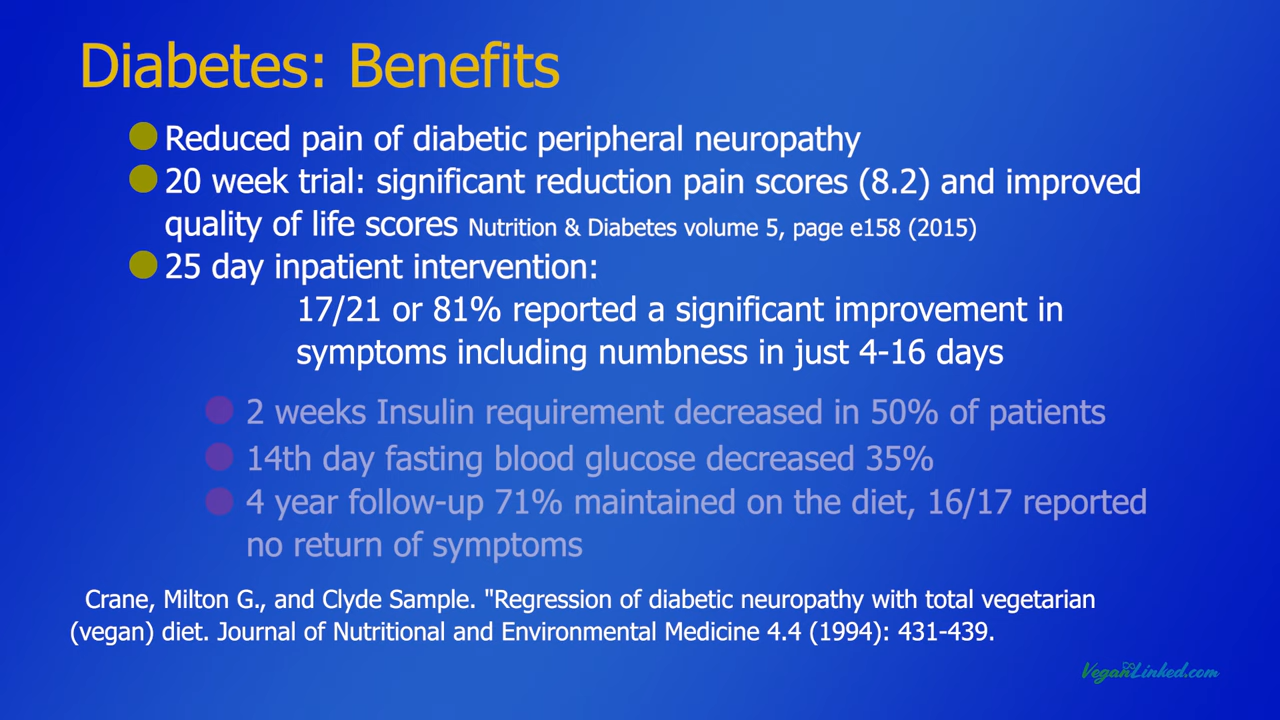 Diabetes: Benefits
Reduced pain of diabetic peripheral neuropathy
20 week trial: significant reduction pain scores (8.2) and improved
quality of life scores Nutrition & Diabetes volume 5, page e158 (2015)
25 day inpatient intervention:
17/21 or 81% reported a significant improvement in
symptoms including numbness in just 4-16 days
2 weeks Insulin requirement decreased in 50% of patients
14th day fasting blood glucose decreased 35%
4 year follow-up 71% maintained on the diet, 16/17 reported
no return of symptoms
Crane, Milton G., and Clyde Sample. "Regression of diabetic neuropathy with total vegetarian
(vegan) diet. Journal of Nutritional and Environmental Medicine 4.4 (1994): 431-439.
VeganLinked.com